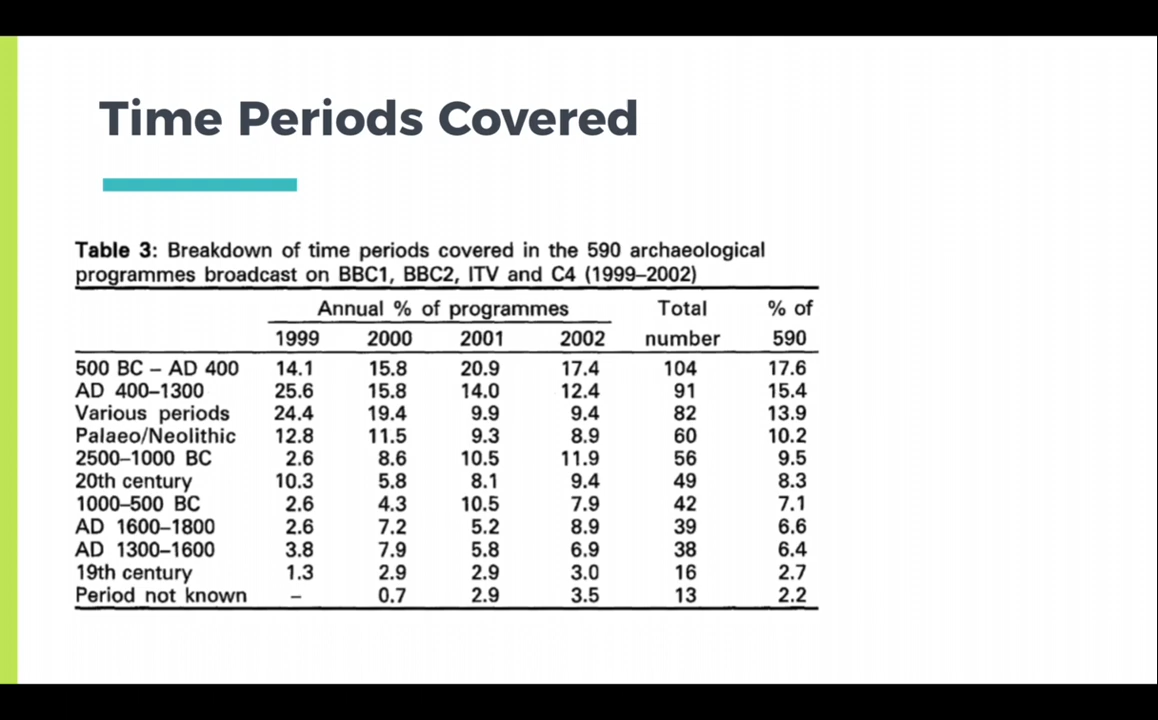 Time Periods Covered
Table 3: Breakdown of time periods covered in the 590 archaeological
programmes broadcast on BBC1, BBC2, ITV and C4 (1999–2002)
Annual % of programmes Total % of
1999 2000 2001 2002 number 590
500 BC – AD 400 14.1 15.8 20.9 17.4 104 17.6
AD 400–1300 25.6 15.8 14.0 12.4 91 15.4
Various periods 24.4 19.4 9.9 9.4 82 13.9
Palaeo/Neolithic 12.8 11.5 9.3 8.9 60 10.2
2500–1000 BC 2.6 8.6 10.5 11.9 56 9.5
20th century 10.3 5.8 8.1 9.4 49 8.3
1000–500 BC 2.6 4.3 10.5 7.9 42 7.1
AD 1600–1800 2.6 7.2 5.2 8.9 39 6.6
AD 1300–1600 3.8 7.9 5.8 6.9 38 6.4
19th century 1.3 2.9 2.9 3.0 16 2.7
Period not known – 0.7 2.9 3.5 13 2.2